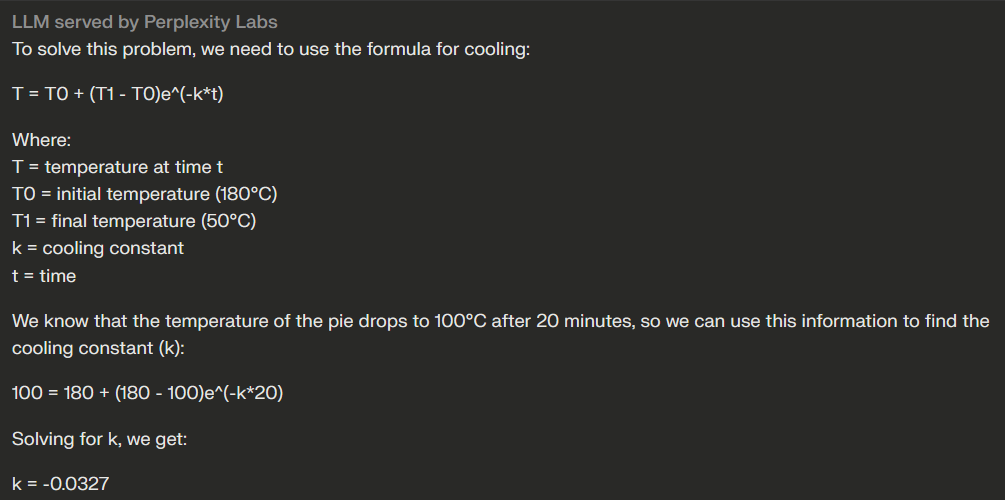 LLM served by Perplexity Labs
To solve this problem, we need to use the formula for cooling:
T = T0 + (T1 - T0)e^(-k*t)
Where:
T = temperature at time t
T0 = initial temperature (180°C)
T1 = final temperature (50°C)
k = cooling constant
t = time
We know that the temperature of the pie drops to 100°C after 20 minutes, so we can use this information to find the
cooling constant (k):
100 = 180 + (180 - 100)e^(-k*20)
Solving for k, we get:
k = -0.0327